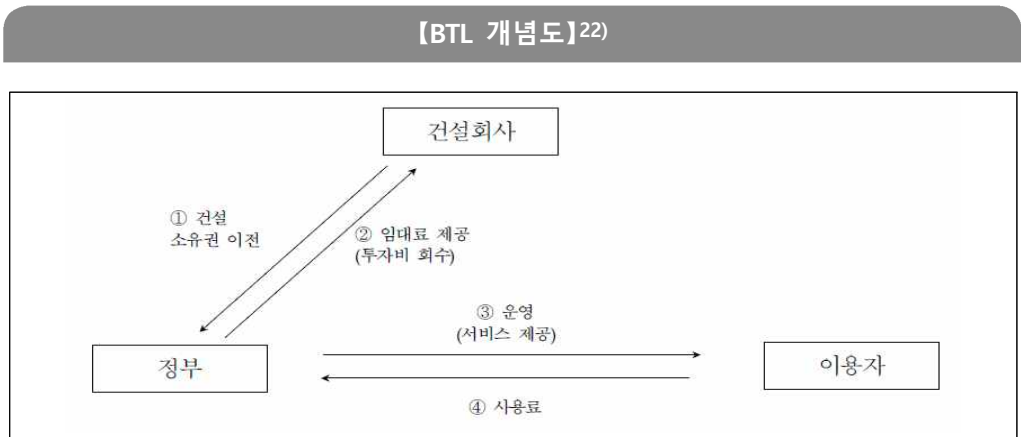 【BTL 개념도】22)
건설회사
① 건설
소유권 이전
② 임대료 제공
(투자비 회수)
③ 운영
(서비스 제공)
정부
이용자
④ 사용료